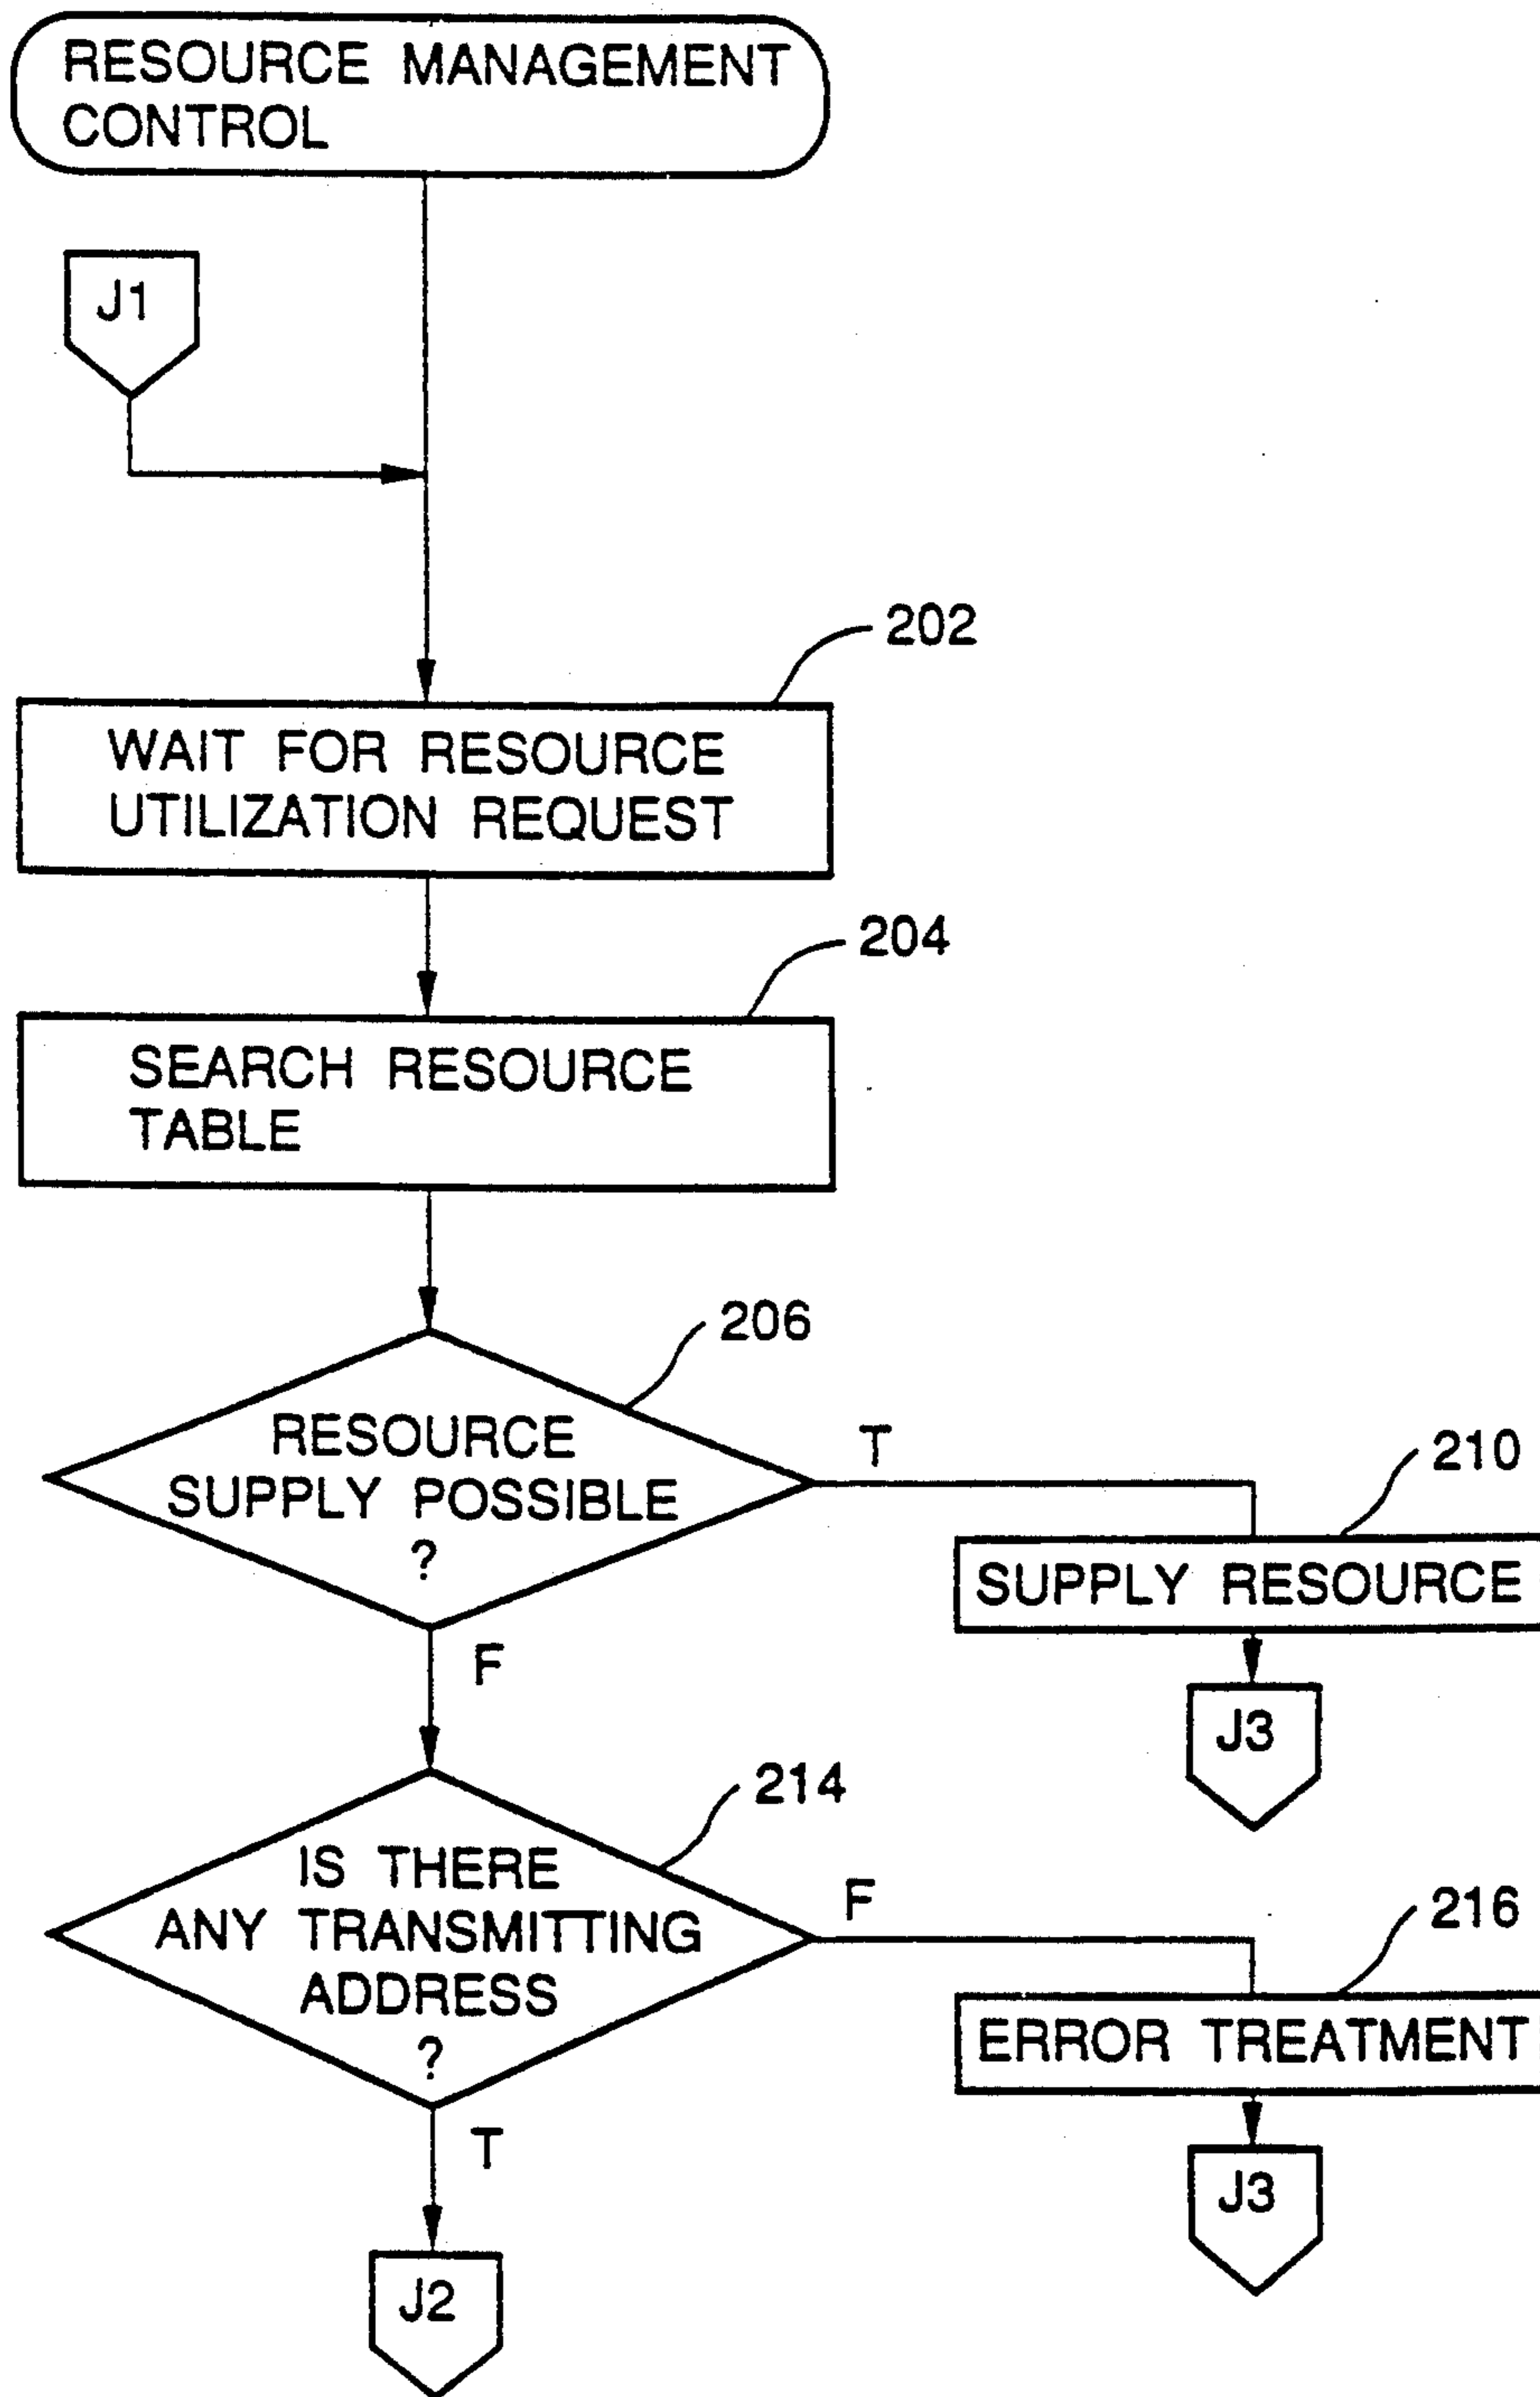 RESOURCE MANAGEMENT
CONTROL
J1
202
WAIT FOR RESOURCE
UTILIZATION REQUEST
204
SEARCH RESOURCE
TABLE
206
RESOURCE
SUPPLY POSSIBLE
?
T
210
SUPPLY RESOURCE
F
J3
214
IS THERE
ANY TRANSMITTING
ADDRESS
?
F
216
ERROR TREATMENT
T
J3
J2